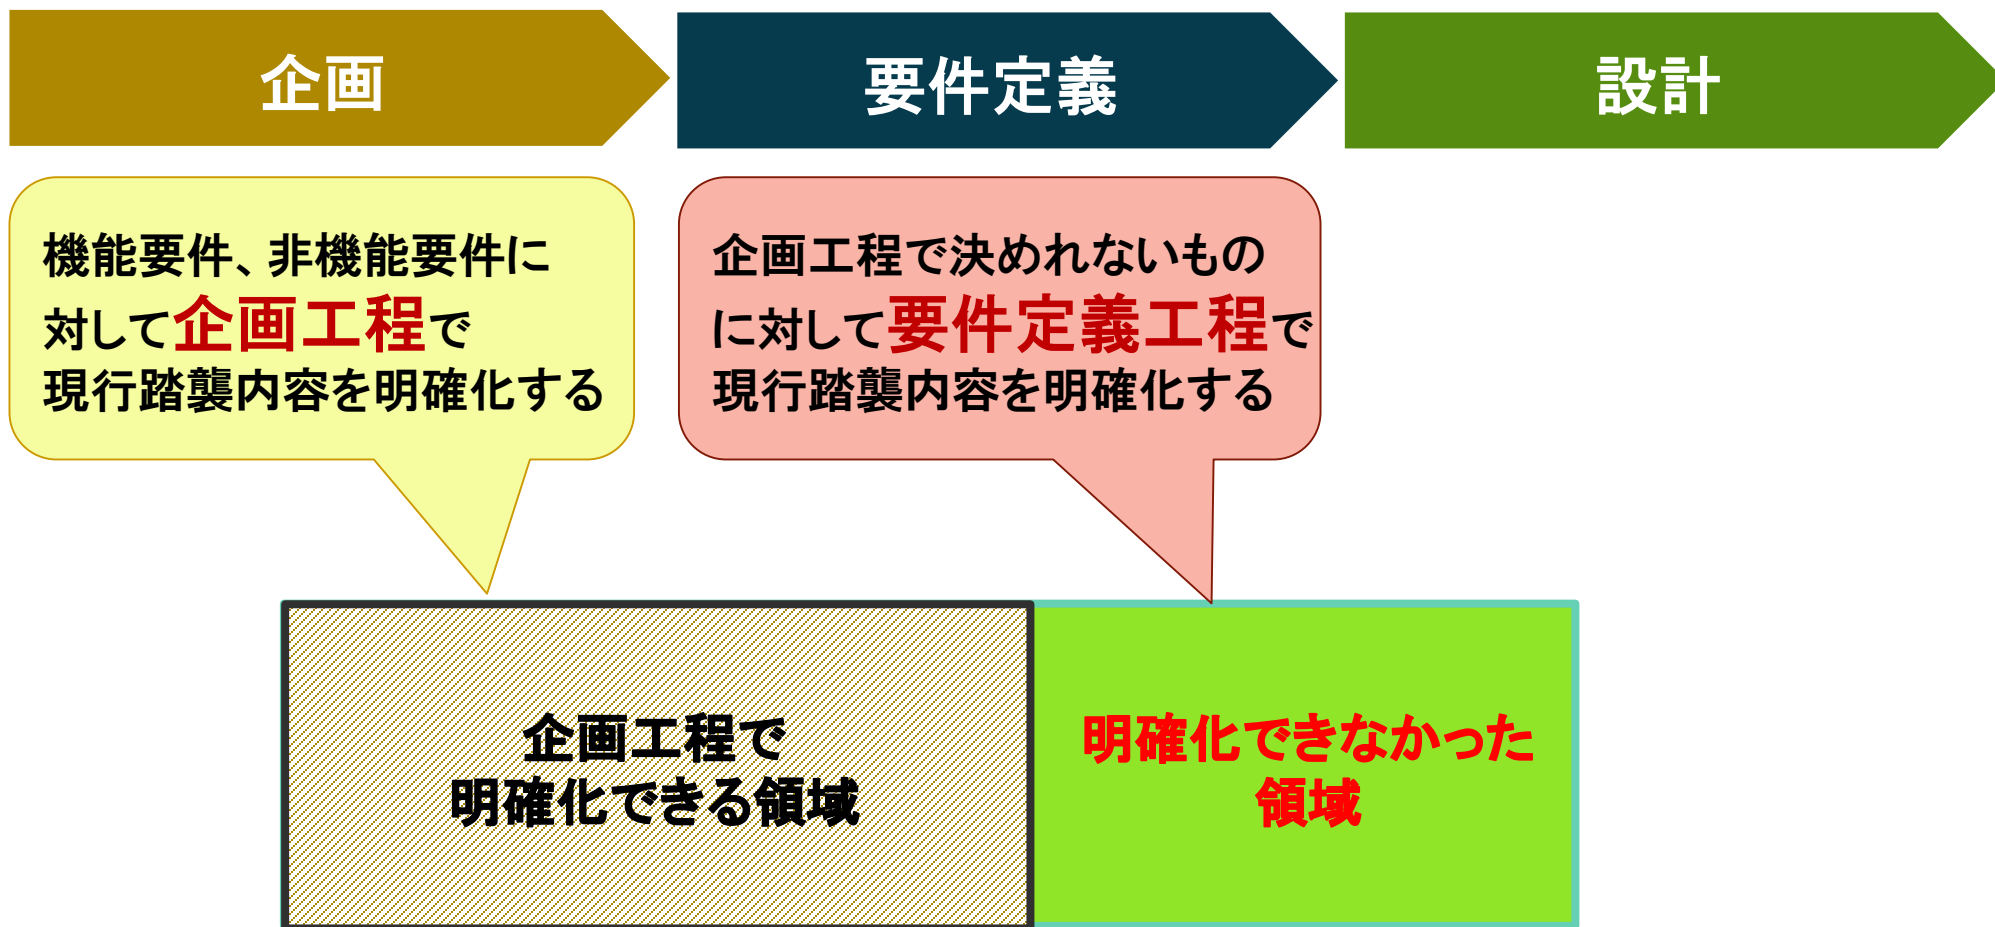 企画
要件定義
設計
機能要件、非機能要件に
対して企画工程で
現行踏襲内容を明確化する
企画工程で決めれないもの
に対して要件定義工程で
現行踏襲内容を明確化する
企画工程で
明確化できる領域
明確化できなかった
領域